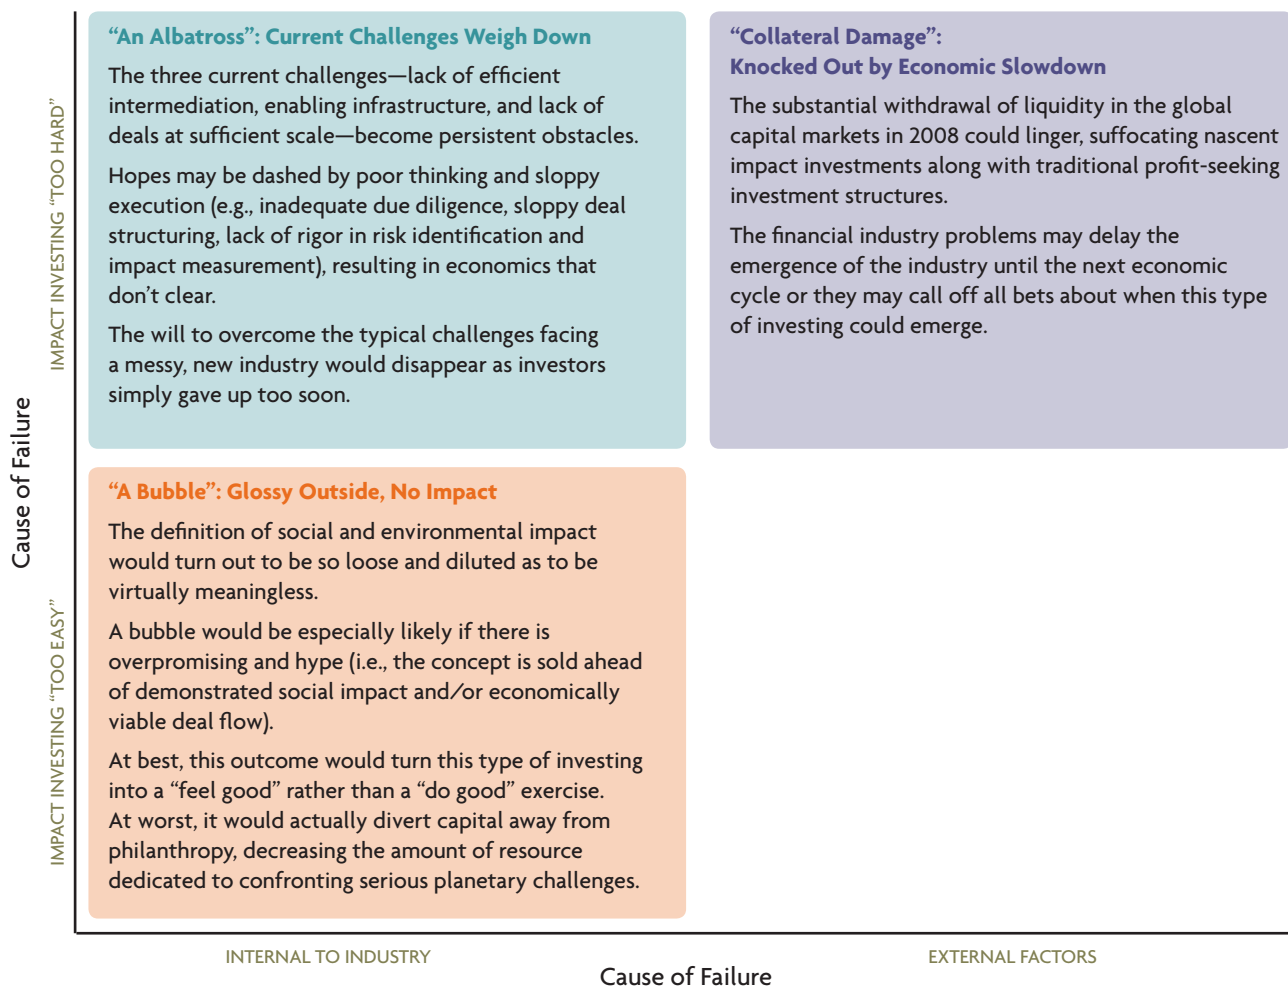 “An Albatross”: Current Challenges Weigh Down
The three current challenges—lack of efficient
intermediation, enabling infrastructure, and lack of
deals at sufficient scale—become persistent obstacles.
Hopes may be dashed by poor thinking and sloppy
execution (e.g., inadequate due diligence, sloppy deal
structuring, lack of rigor in risk identification and
impact measurement), resulting in economics that
don’t clear.
The will to overcome the typical challenges facing
a messy, new industry would disappear as investors
simply gave up too soon.
“Collateral Damage”:
Knocked Out by Economic Slowdown
The substantial withdrawal of liquidity in the global
capital markets in 2008 could linger, suffocating nascent
impact investments along with traditional profit-seeking
investment structures.
The financial industry problems may delay the
emergence of the industry until the next economic
cycle or they may call off all bets about when this type
of investing could emerge.
“A Bubble”: Glossy Outside, No Impact
The definition of social and environmental impact
would turn out to be so loose and diluted as to be
virtually meaningless.
A bubble would be especially likely if there is
overpromising and hype (i.e., the concept is sold ahead
of demonstrated social impact and/or economically
viable deal flow).
At best, this outcome would turn this type of investing
into a “feel good” rather than a “do good” exercise.
At worst, it would actually divert capital away from
philanthropy, decreasing the amount of resource
dedicated to confronting serious planetary challenges.
Cause of Failure
IMPACT INVESTING “TOO HARD”
IMPACT INVESTING “TOO EASY”
INTERNAL TO INDUSTRY
EXTERNAL FACTORS
Cause of Failure